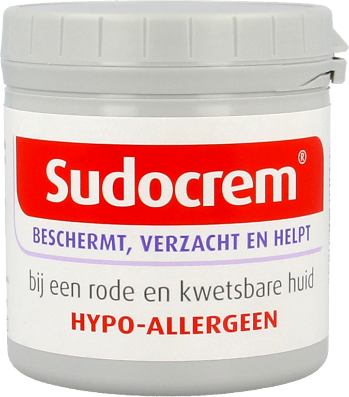 Sudocrem®
BESCHERMT, VERZACHT EN HELPT
bij een rode en kwetsbare huid
HYPO-ALLERGEEN